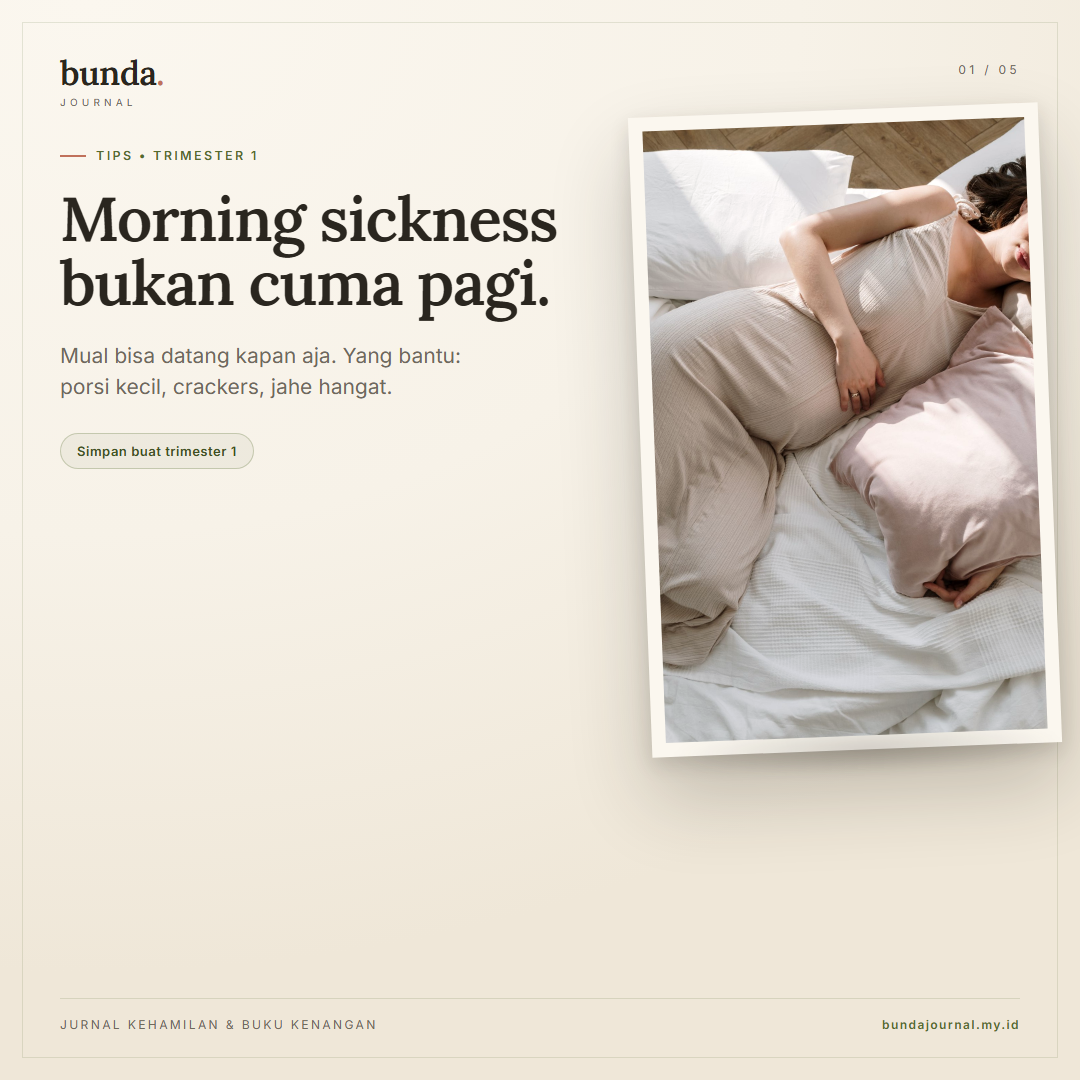 bunda.
JOURNAL
01 / 05
TIPS • TRIMESTER 1
Morning sickness
bukan cuma pagi.
Mual bisa datang kapan aja. Yang bantu:
porsi kecil, crackers, jahe hangat.
Simpan buat trimester 1
JURNAL KEHAMILAN & BUKU KENANGAN
bundajournal.my.id